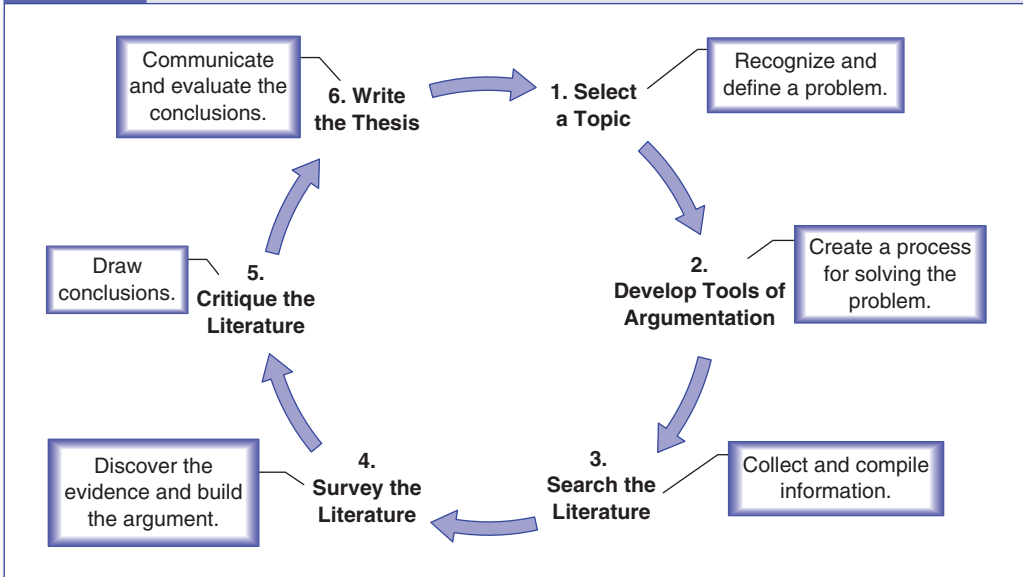 1. Select
a Topic
Recognize and
define a problem.
2.
Develop Tools of
Argumentation
Create a process
for solving the
problem.
3.
Search the
Literature
Collect and compile
information.
4.
Survey the
Literature
Discover the
evidence and build
the argument.
5.
Critique the
Literature
Draw
conclusions.
6. Write
the Thesis
Communicate
and evaluate the
conclusions.